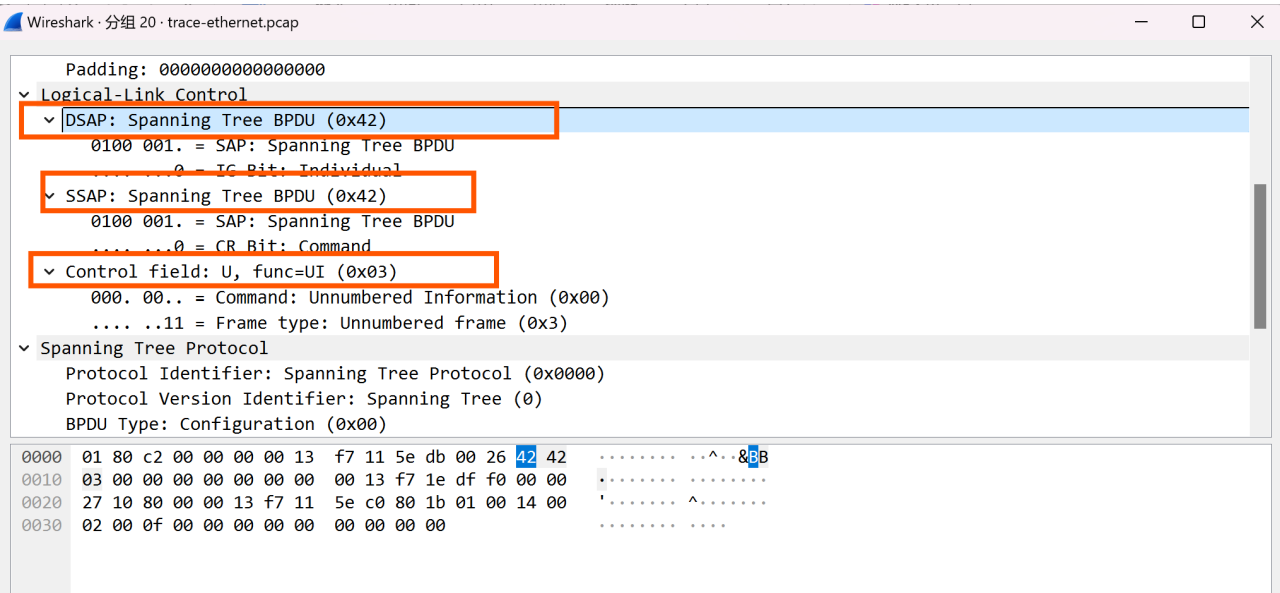 Wireshark · 分组 20 · trace-ethernet.pcap
Padding: 0000000000000000
Logical-Link Control
DSAP: Spanning Tree BPDU (0x42)
0100 001. = SAP: Spanning Tree BPDU
.... ...0 = IG Bit: Individual
SSAP: Spanning Tree BPDU (0x42)
0100 001. = SAP: Spanning Tree BPDU
.... ...0 = CR Bit: Command
Control field: U, func=UI (0x03)
000. 00.. = Command: Unnumbered Information (0x00)
.... ..11 = Frame type: Unnumbered frame (0x3)
Spanning Tree Protocol
Protocol Identifier: Spanning Tree Protocol (0x0000)
Protocol Version Identifier: Spanning Tree (0)
BPDU Type: Configuration (0x00)
0000 01 80 c2 00 00 00 00 13 f7 11 5e db 00 26 42 42 ········ ··^··&BB
0010 03 00 00 00 00 00 00 00 00 13 f7 1e df f0 00 00 ········ ········
0020 27 10 80 00 00 13 f7 11 5e c0 80 1b 01 00 14 00 '······· ^·······
0030 02 00 0f 00 00 00 00 00 00 00 00 00 ········ ····